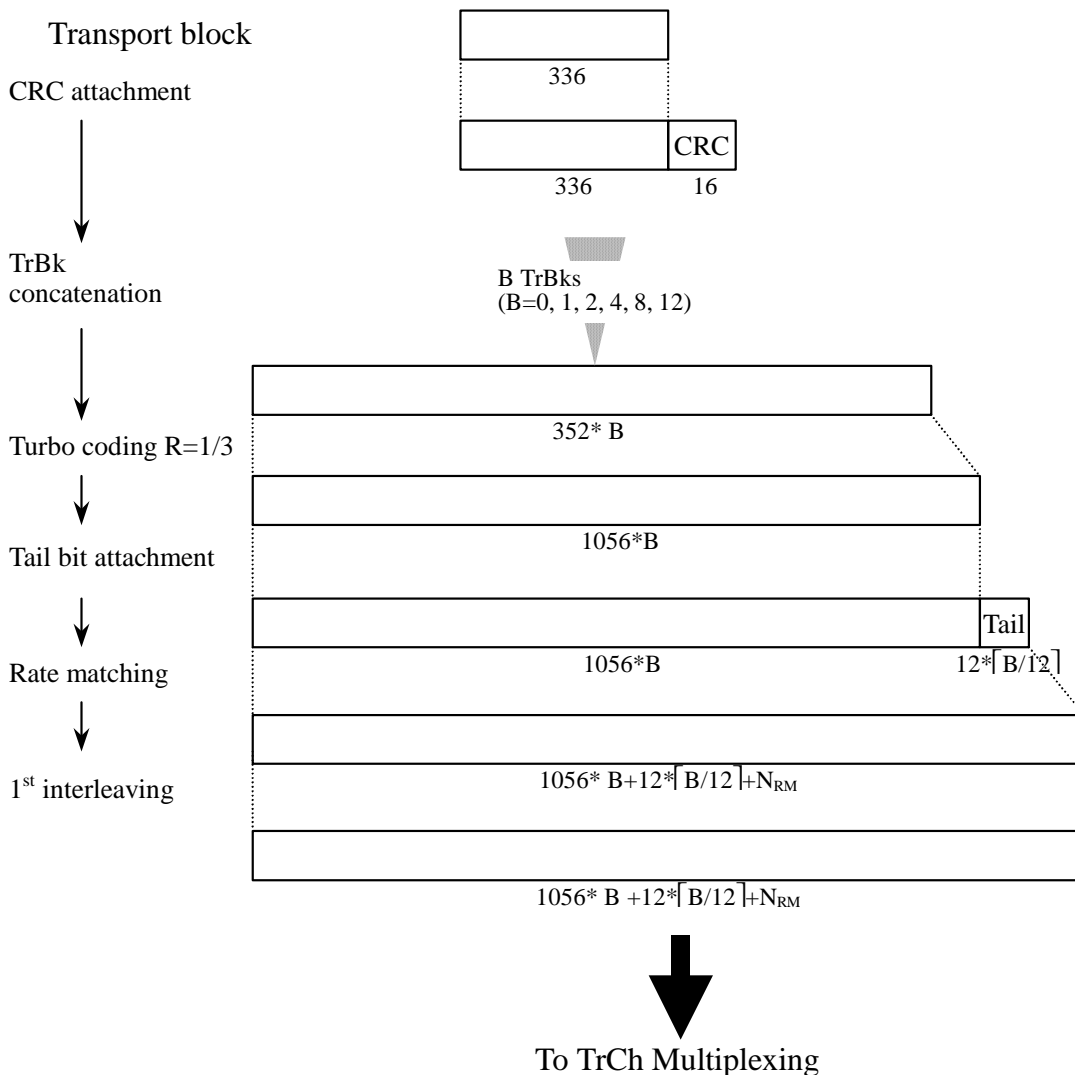 Transport block
336
CRC attachment
CRC
336 16
TrBk
concatenation
B TrBks
(B=0, 1, 2, 4, 8, 12)
352* B
Turbo coding R=1/3
1056*B
Tail bit attachment
Tail
1056*B 12*⌈B/12⌉
Rate matching
1056* B+12*⌈B/12⌉+NRM
1st interleaving
1056* B +12*⌈B/12⌉+NRM
To TrCh Multiplexing